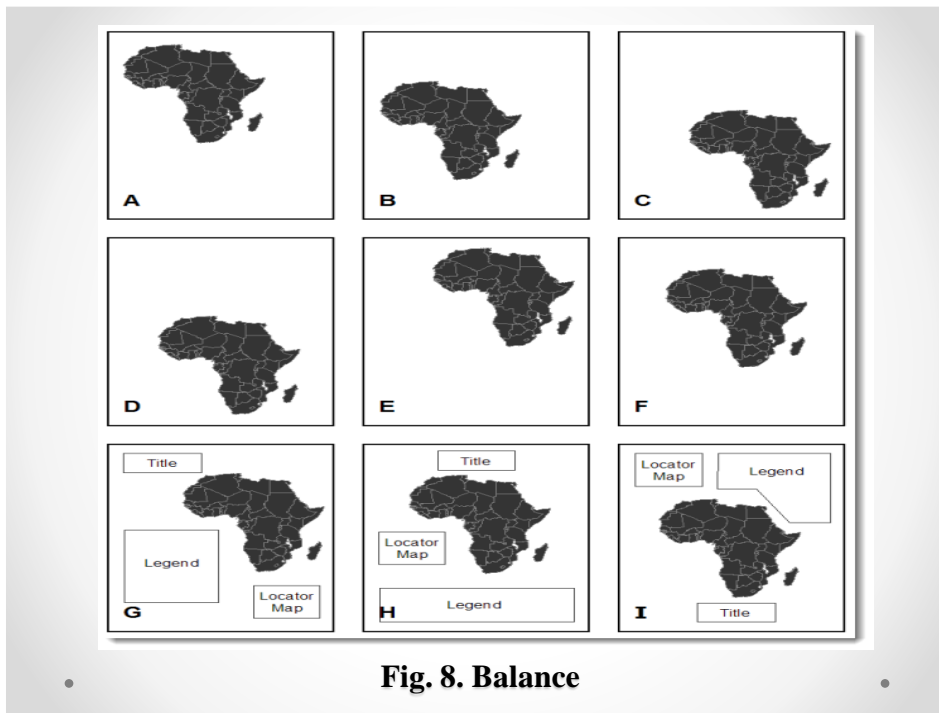 A
B
C
D
E
F
Title
Legend
Locator
Map
G
Title
Locator
Map
Legend
H
Locator
Map
Legend
Title
I
Fig. 8. Balance